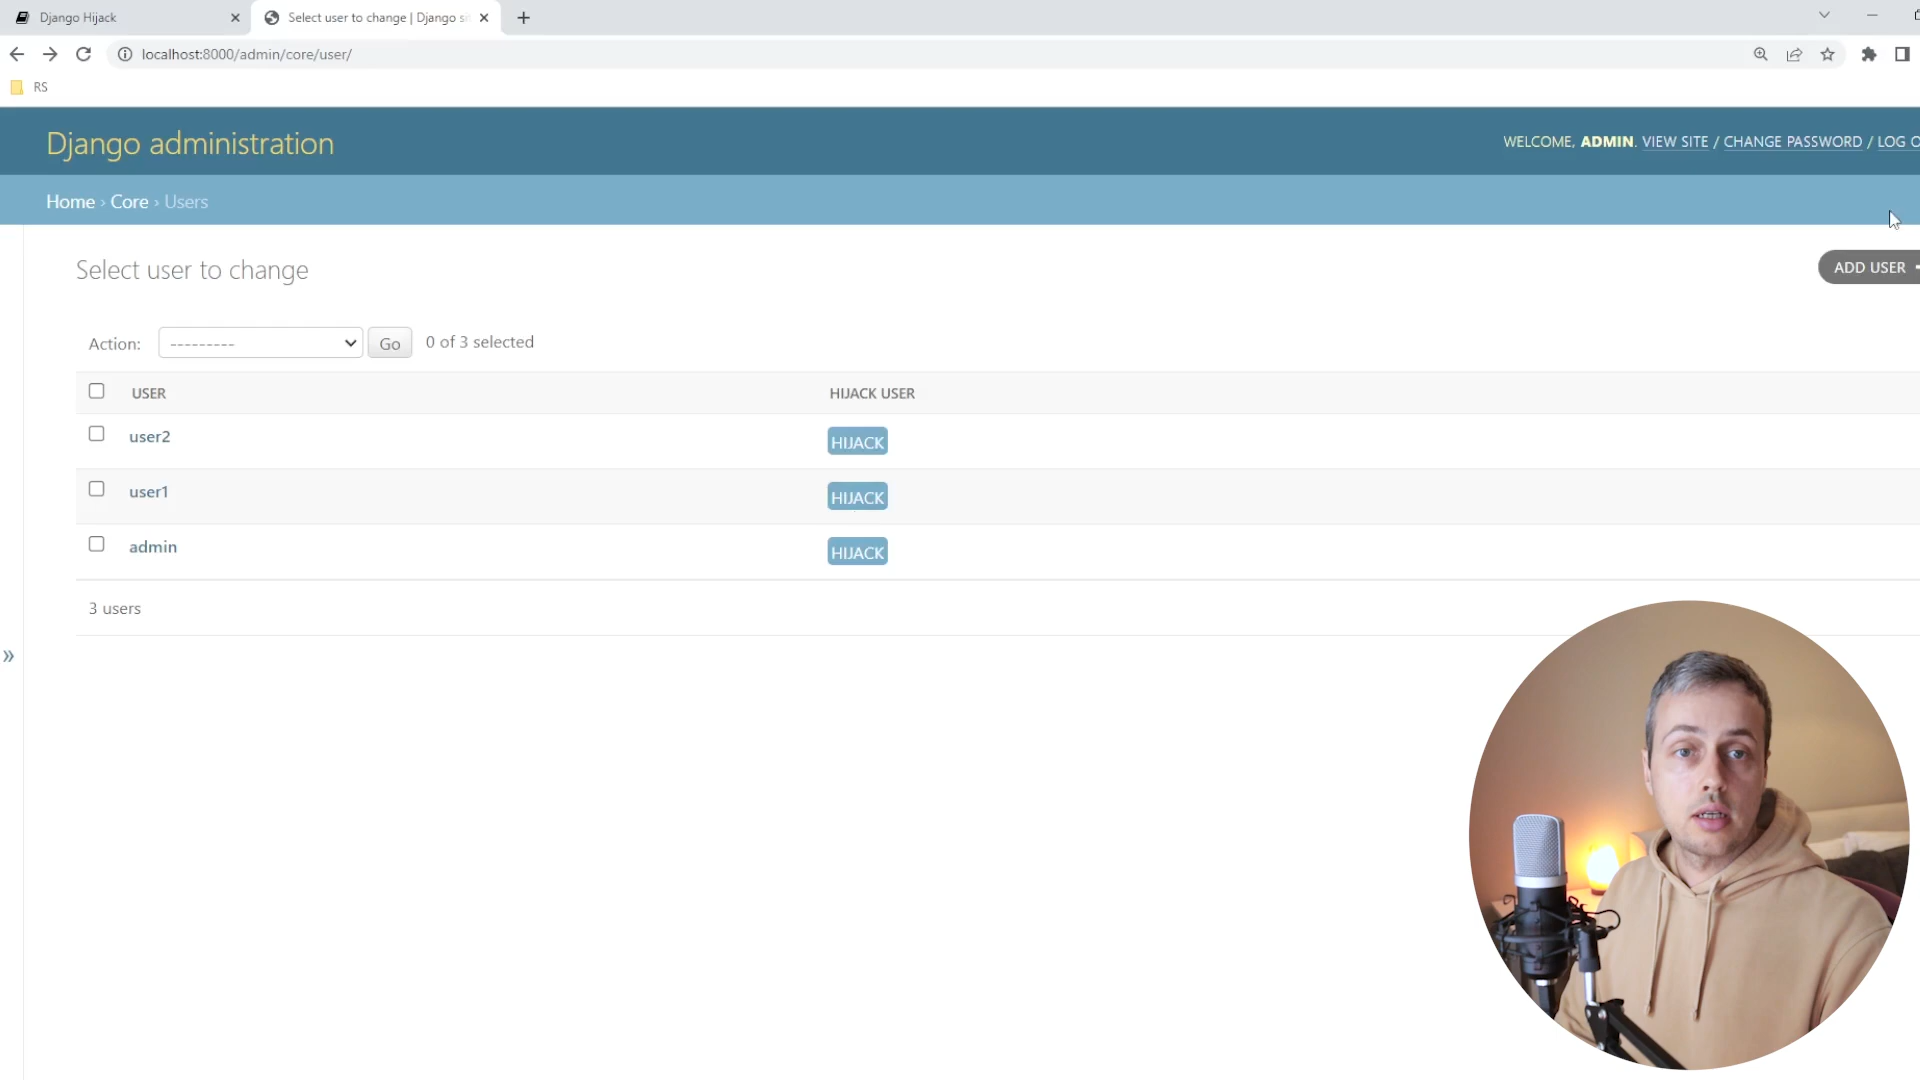 Django Hijack
Select user to change | Django si
localhost:8000/admin/core/user/
RS
Django administration
WELCOME, ADMIN. VIEW SITE / CHANGE PASSWORD / LOG O
Home › Core › Users
Select user to change
ADD USER
Action: --------- Go 0 of 3 selected
USER HIJACK USER
user2 HIJACK
user1 HIJACK
admin HIJACK
3 users
»